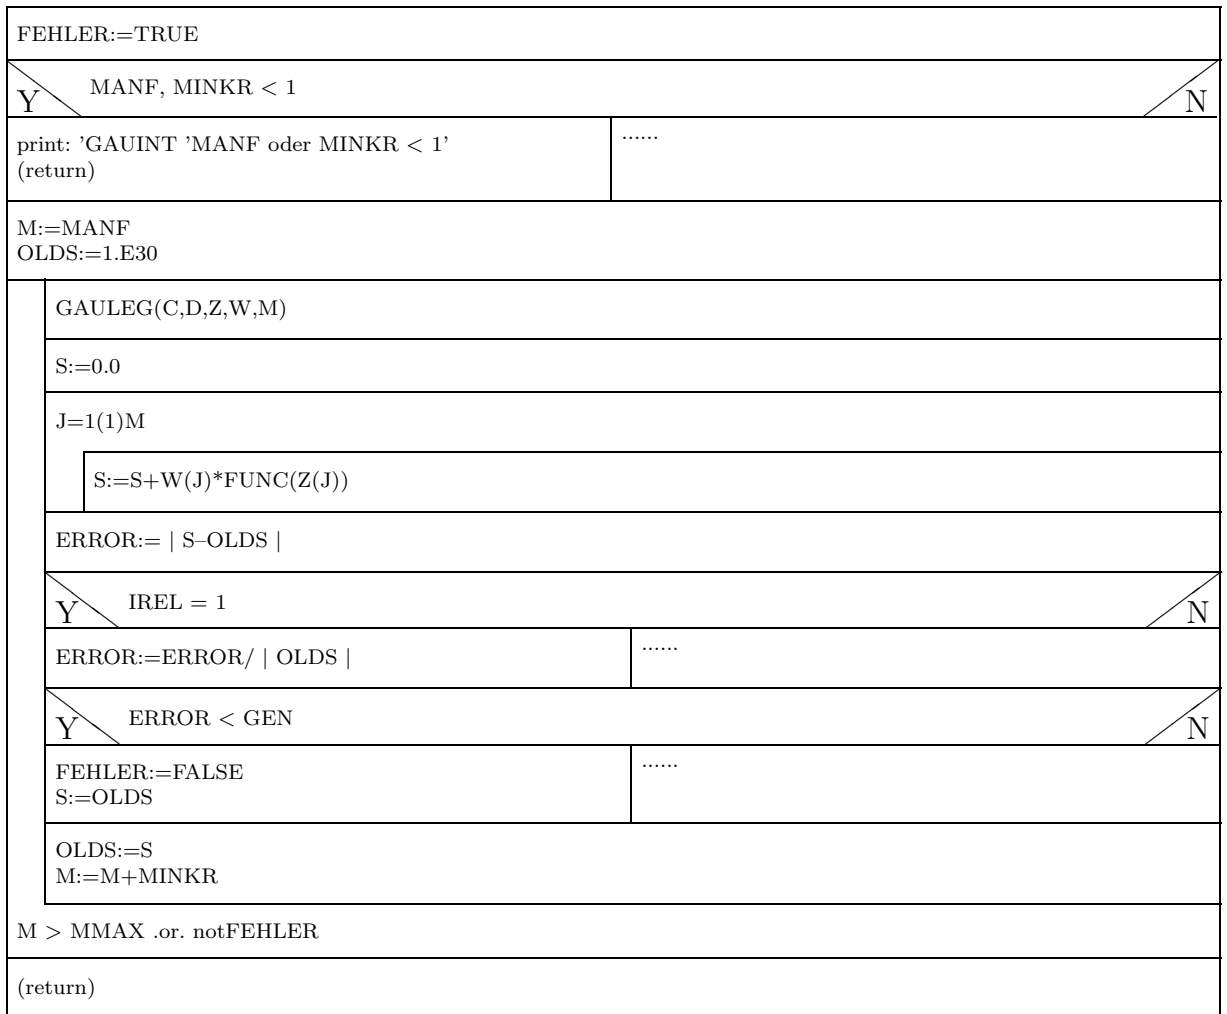 FEHLER:=TRUE
MANF, MINKR < 1
Y
N
print: 'GAUINT 'MANF oder MINKR < 1'
(return)
......
M:=MANF
OLDS:=1.E30
GAULEG(C,D,Z,W,M)
S:=0.0
J=1(1)M
S:=S+W(J)*FUNC(Z(J))
ERROR:= | S–OLDS |
IREL = 1
Y
N
ERROR:=ERROR/ | OLDS |
......
ERROR < GEN
Y
N
FEHLER:=FALSE
S:=OLDS
......
OLDS:=S
M:=M+MINKR
M > MMAX .or. notFEHLER
(return)